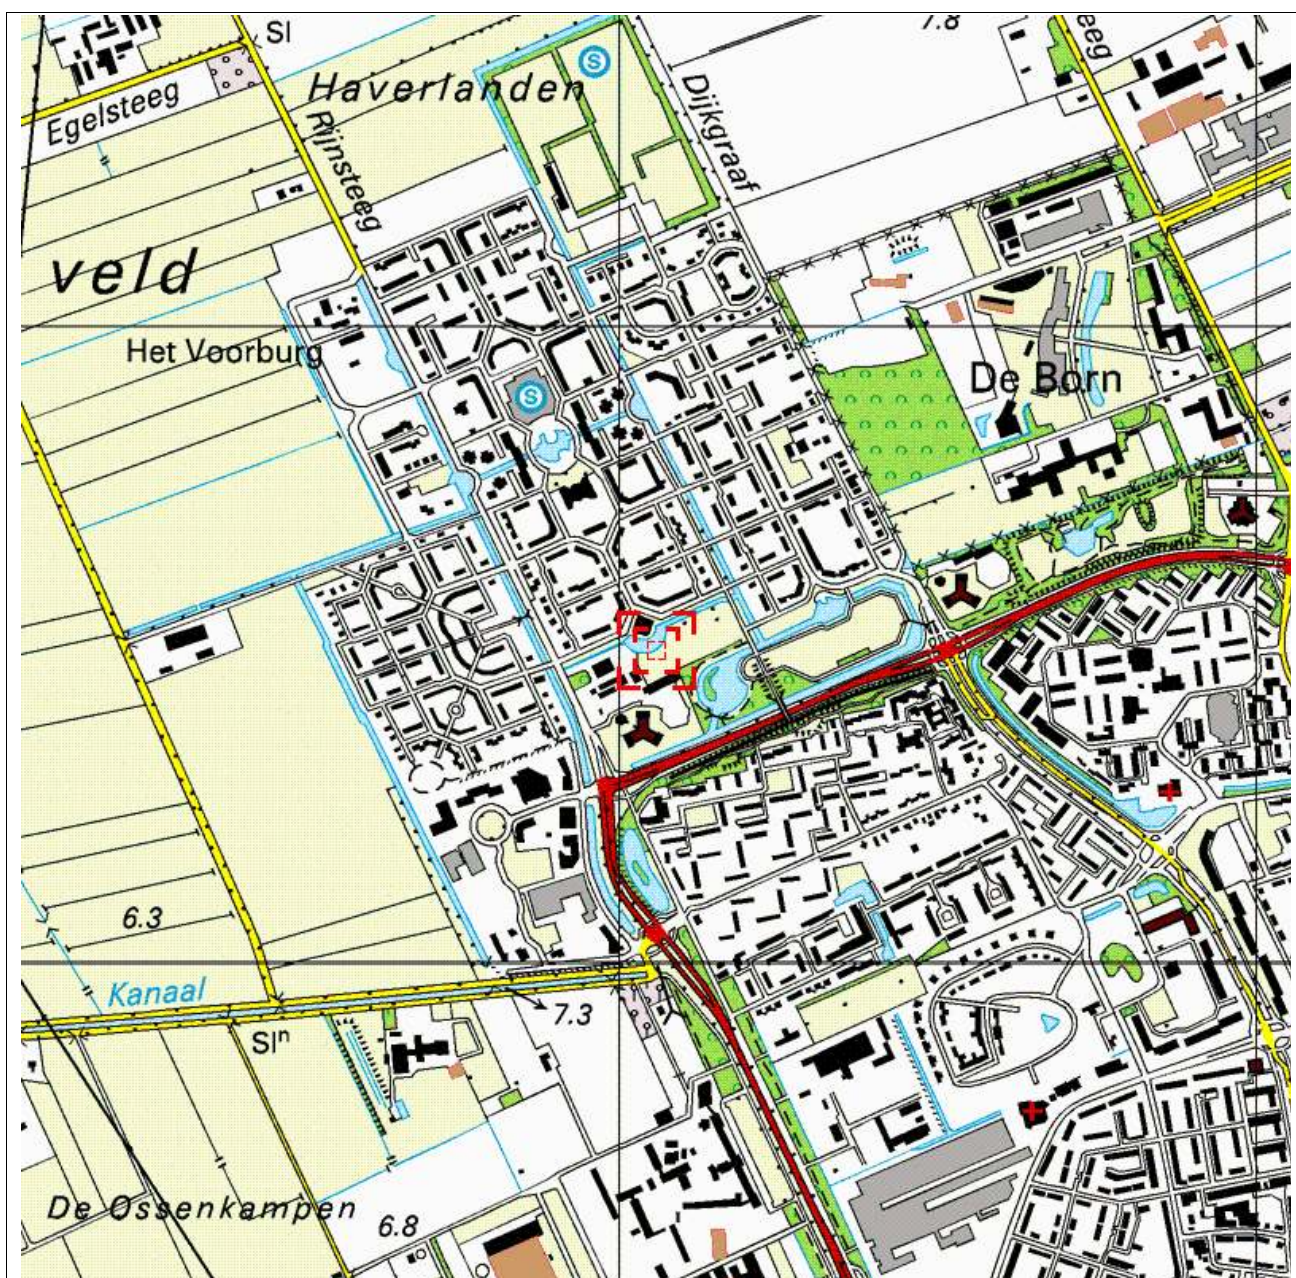 Sl
7.8
eeg
Haverlanden
S
Egelsteeg
Rijnsteeg
Dijkgraaf
veld
Het Voorburg
De Born
S
6.3
Kanaal
7.3
Slⁿ
De Ossenkampen
6.8